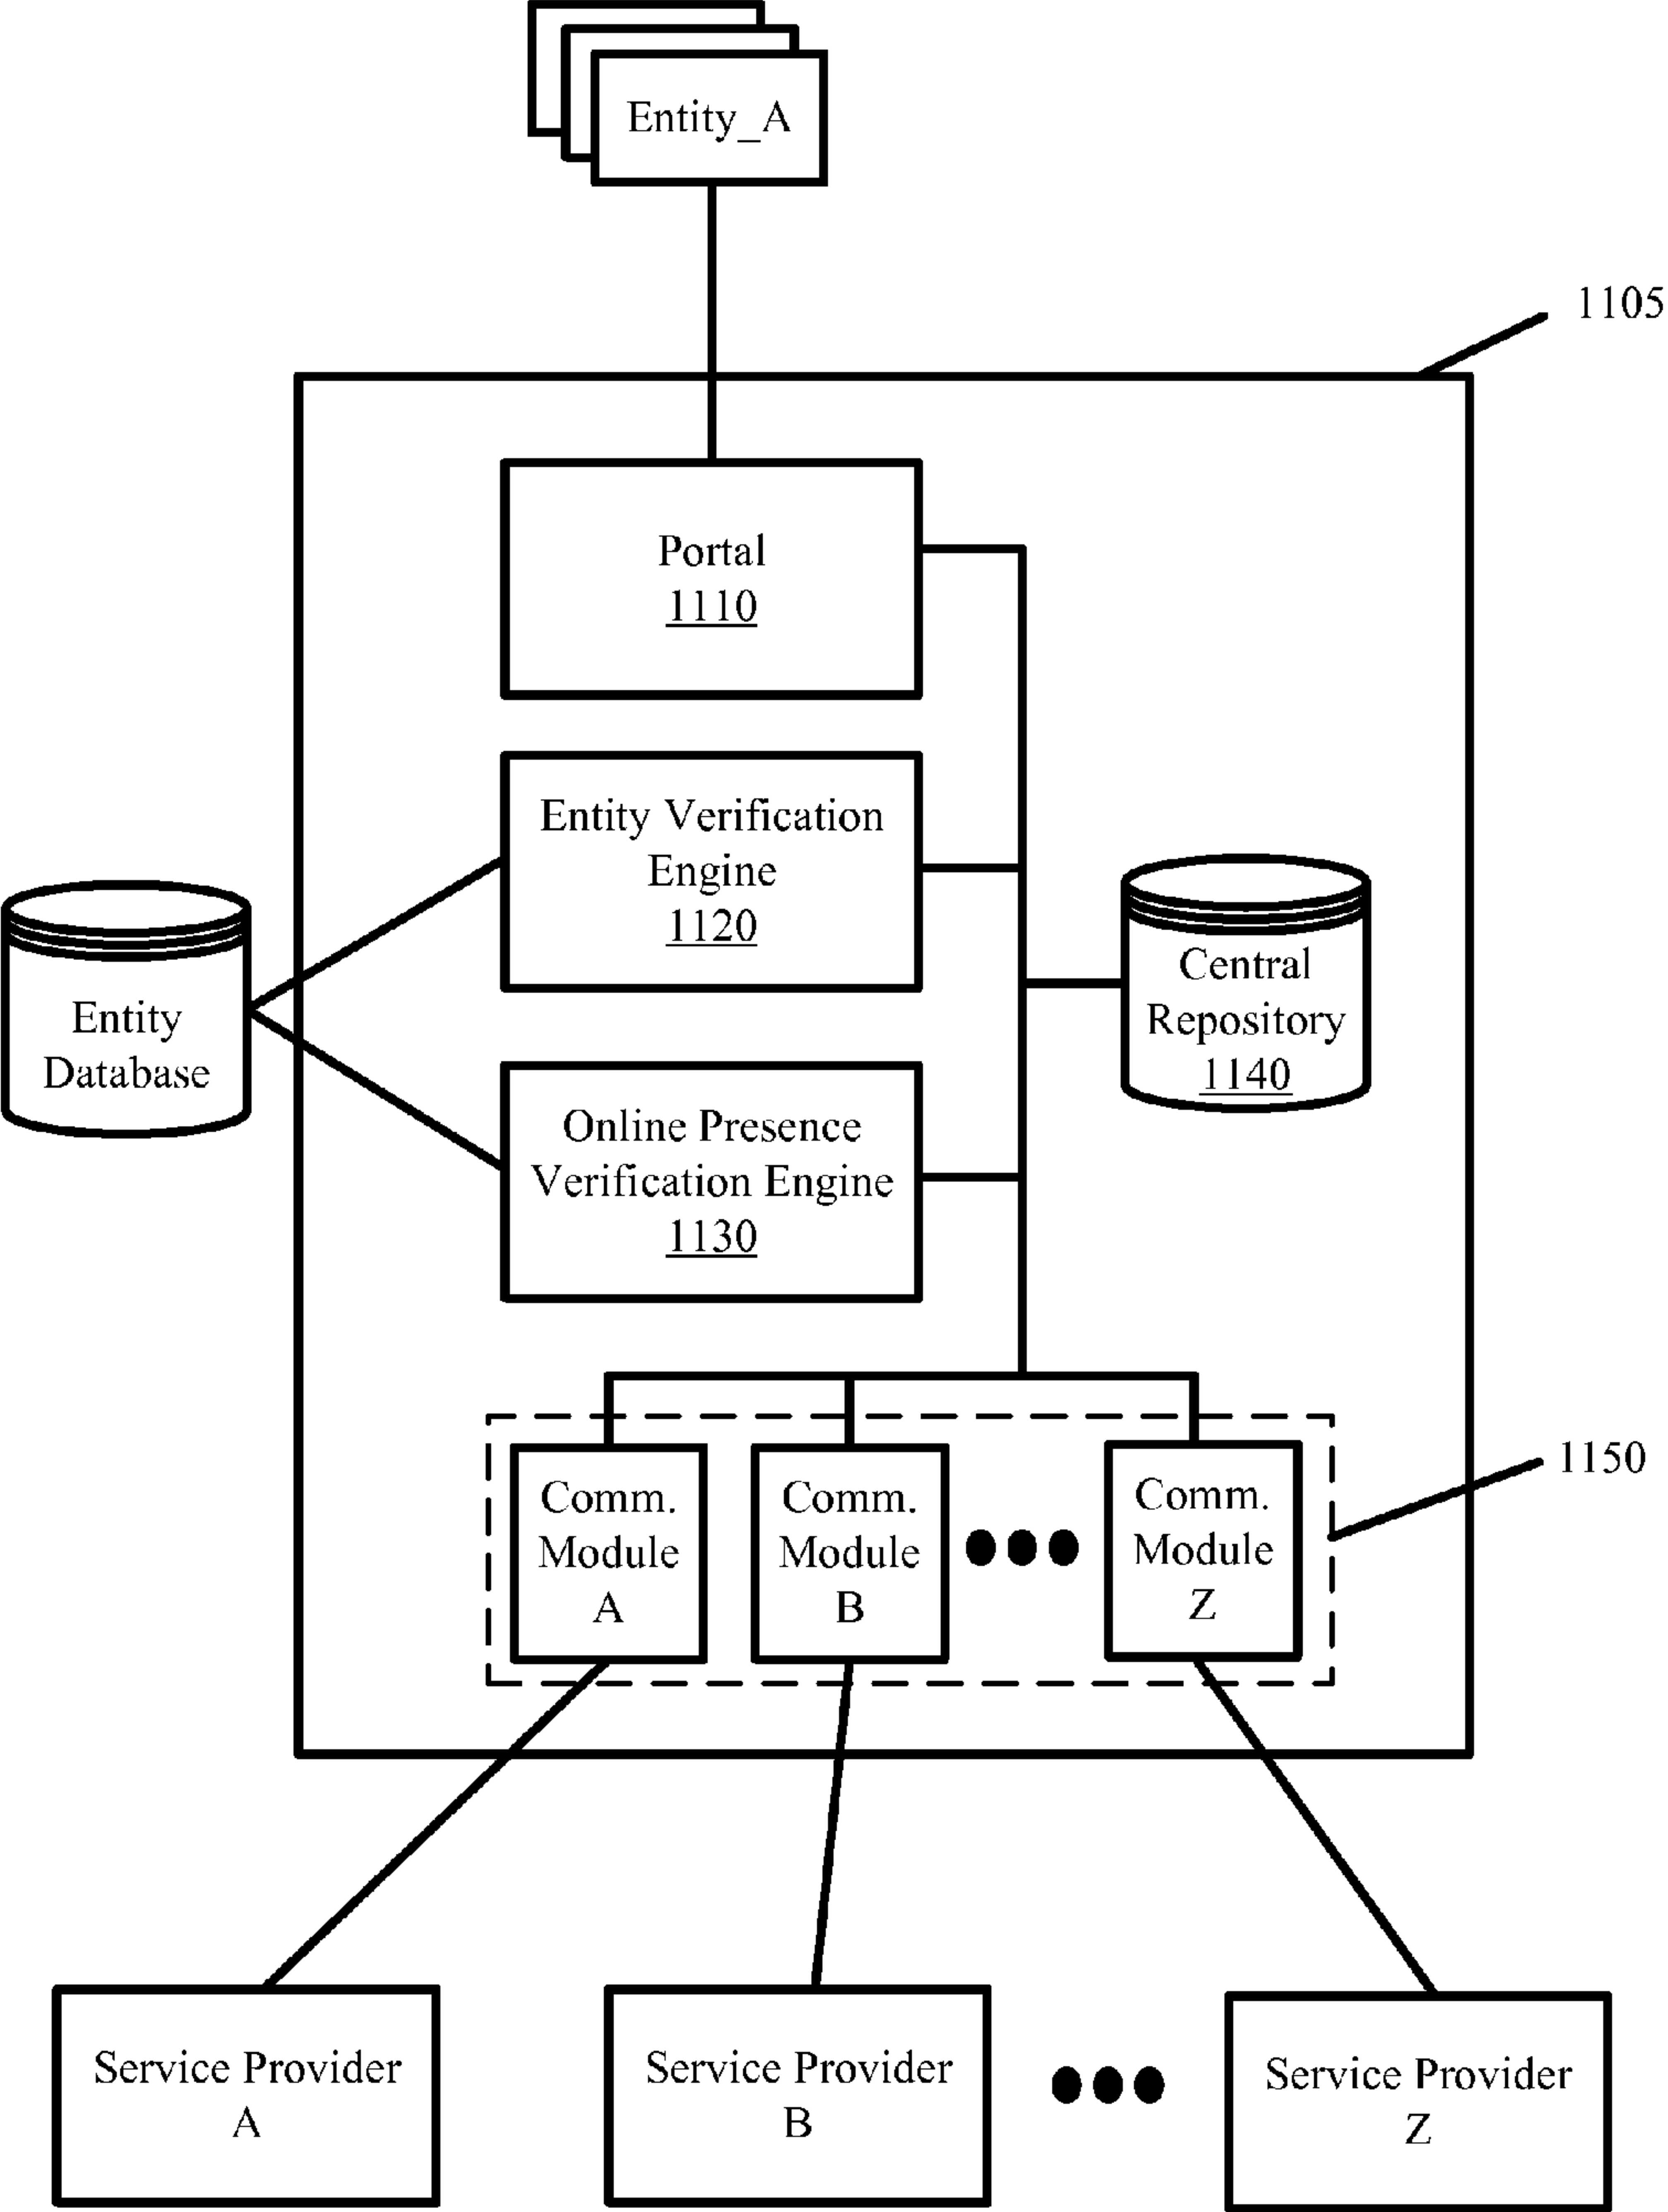 Entity_A
1105
Portal
1110
Entity Verification
Engine
1120
Entity
Database
Central
Repository
1140
Online Presence
Verification Engine
1130
1150
Comm.
Module
A
Comm.
Module
B
Comm.
Module
Z
Service Provider
A
Service Provider
B
Service Provider
Z